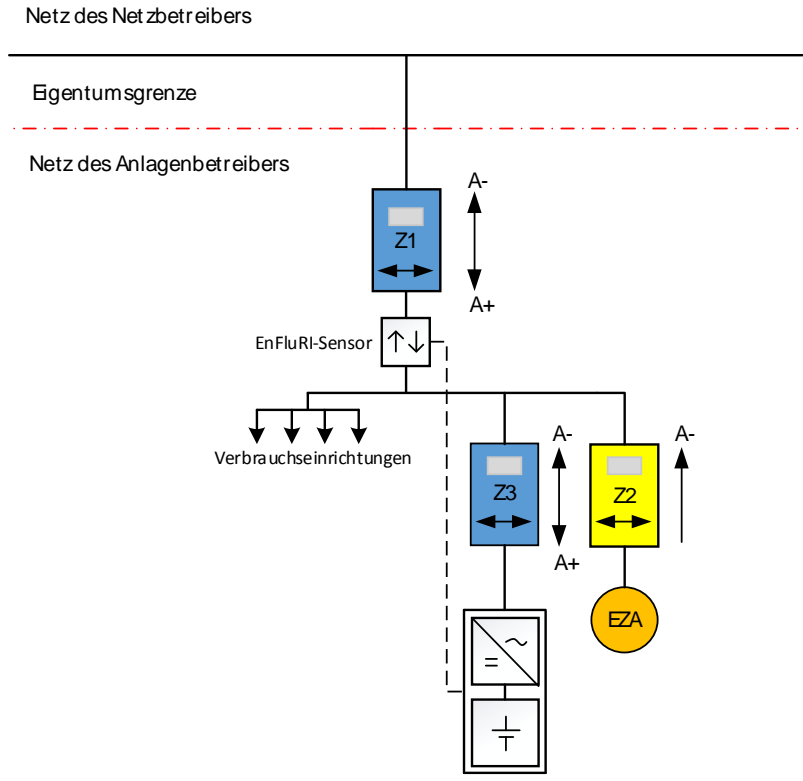 Netz des Netzbetreibers
Eigentumsgrenze
Netz des Anlagenbetreibers
A-
Z1
A+
EnFluRI-Sensor
Verbrauchseinrichtungen
A-
A-
Z3
Z2
A+
EZA